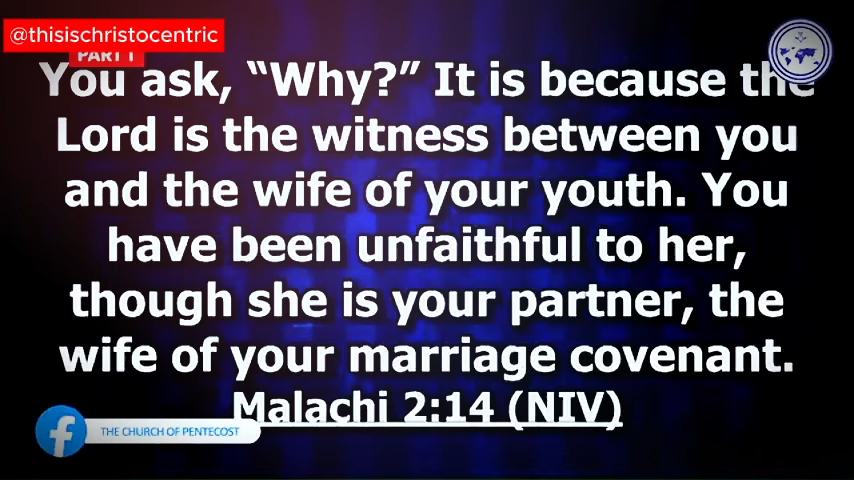 @thisischristocentric
PART 1
You ask, “Why?” It is because the
Lord is the witness between you
and the wife of your youth. You
have been unfaithful to her,
though she is your partner, the
wife of your marriage covenant.
Malachi 2:14 (NIV)
f THE CHURCH OF PENTECOST